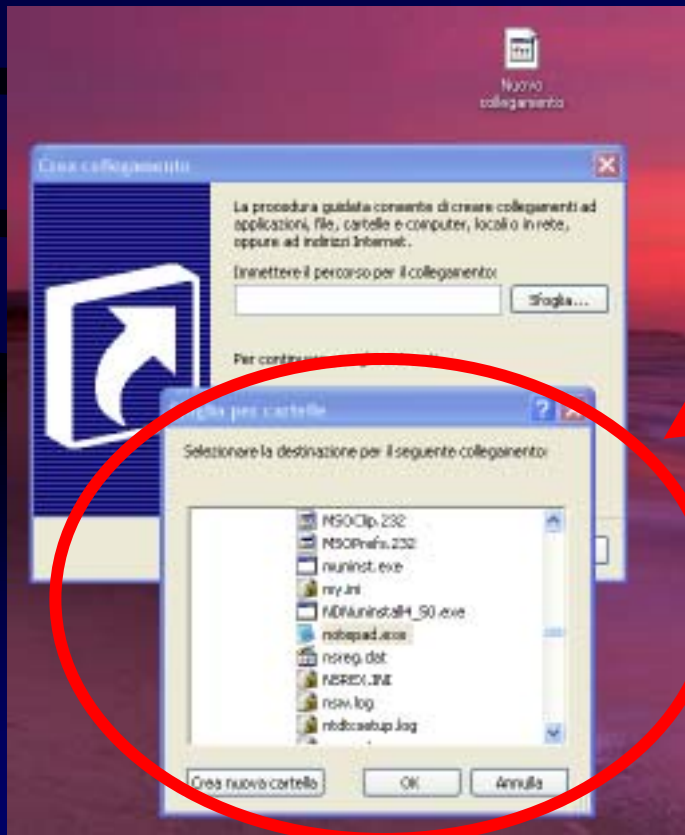 Nuovo
collegamento
Crea collegamento
La procedura guidata consente di creare collegamenti ad
applicazioni, file, cartelle e computer, locali o in rete,
oppure ad indirizzi Internet.
Immettere il percorso per il collegamento:
Sfoglia...
Per
per cartelle
Selezionare la destinazione per il seguente collegamento:
MSOClip.232
MSOPrefs.232
muninst.exe
my.ini
NDNuninstall4_50.exe
notepad.exe
nsreg.dat
NSREX.INI
nsw.log
ntdtcsetup.log
Crea nuova cartella
OK
Annulla